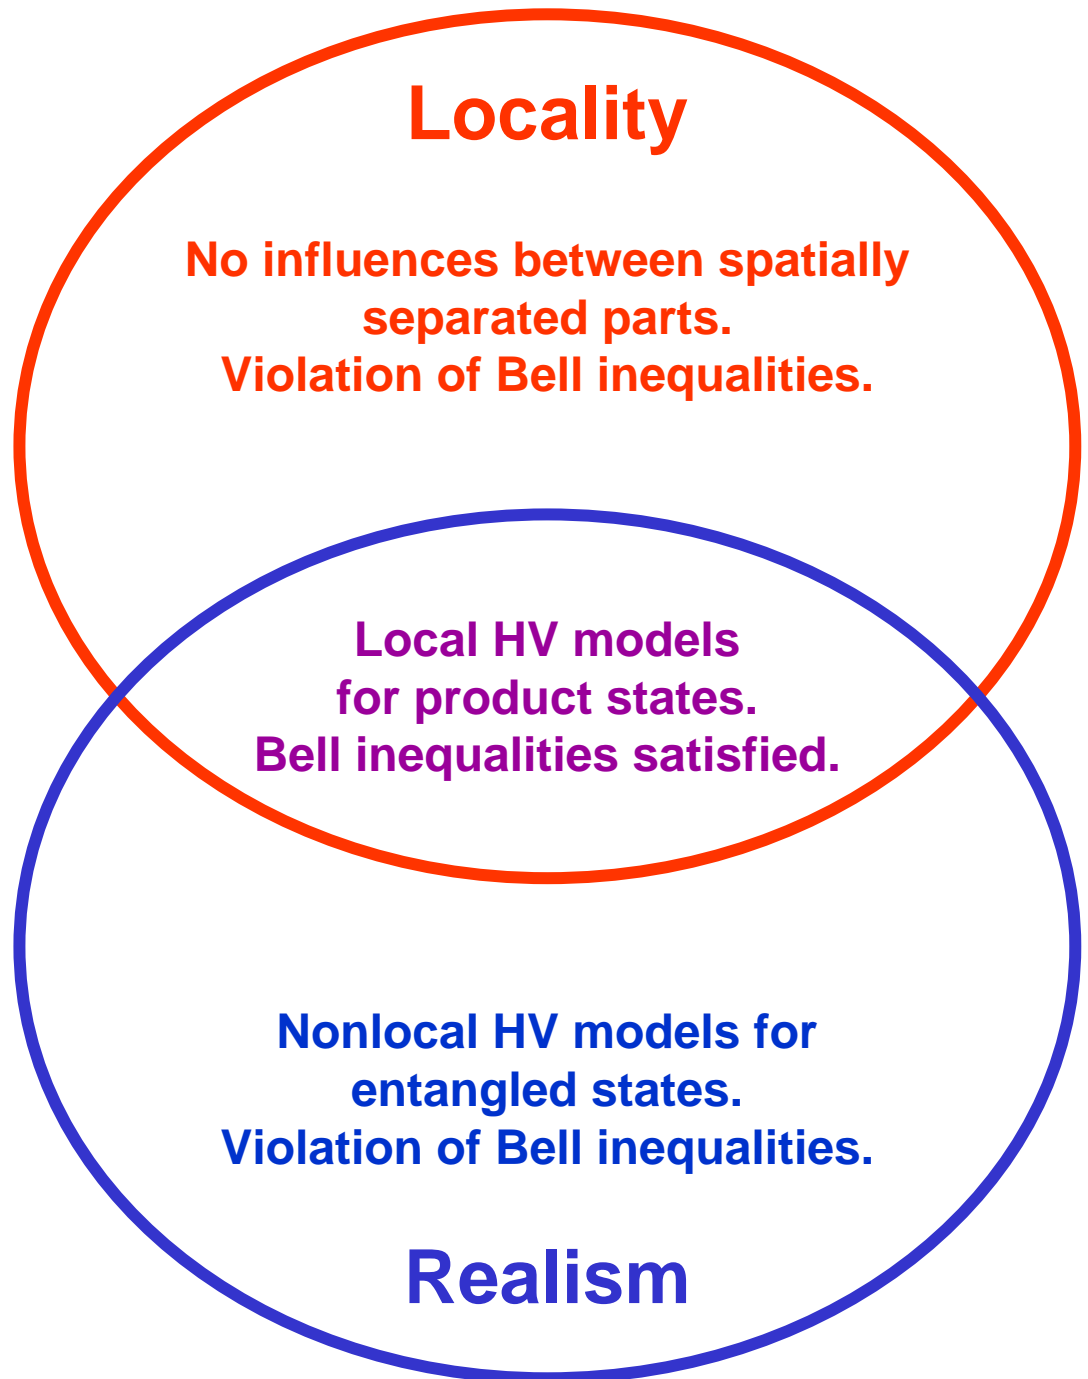 Locality
No influences between spatially
separated parts.
Violation of Bell inequalities.
Local HV models
for product states.
Bell inequalities satisfied.
Nonlocal HV models for
entangled states.
Violation of Bell inequalities.
Realism